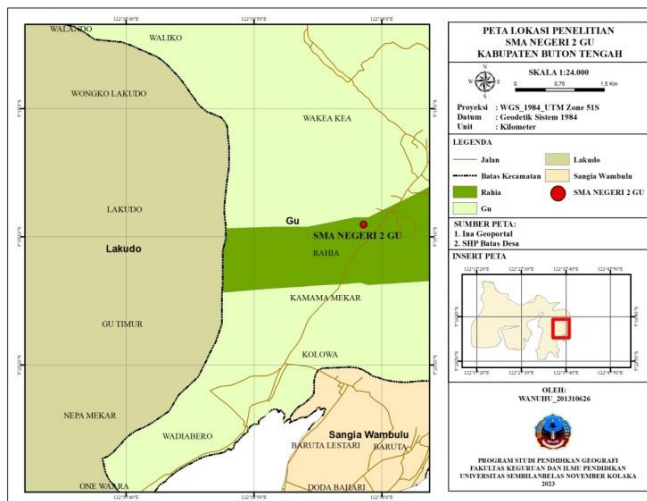 WALANDO
WALIKO
WONGKO LAKUDO
WAKEA KEA
LAKUDO
Gu
SMA NEGERI 2 GU
Lakudo
RAHIA
KAMAMA MEKAR
GU TIMUR
KOLOWA
NEPA MEKAR
WADIABERO
Sangia Wambulu
BARUTA LESTARI
BARUTA
ONE WAARA
DODA BAHARI
PETA LOKASI PENELITIAN
SMA NEGERI 2 GU
KABUPATEN BUTON TENGAH
SKALA 1:24.000
0 0,75 1,5 Km
Proyeksi : WGS_1984_UTM Zone 51S
Datum : Geodetik Sistem 1984
Unit : Kilometer
LEGENDA
Jalan
Lakudo
Batas Kecamatan
Sangia Wambulu
Rahia
SMA NEGERI 2 GU
Gu
SUMBER PETA:
1. Ina Geoportal
2. SHP Batas Desa
INSERT PETA
OLEH:
WANUHU_201310626
PROGRAM STUDI PENDIDIKAN GEOGRAFI
FAKULTAS KEGURUAN DAN ILMU PENDIDIKAN
UNIVERSITAS SEMBILANBELAS NOVEMBER KOLAKA
2023